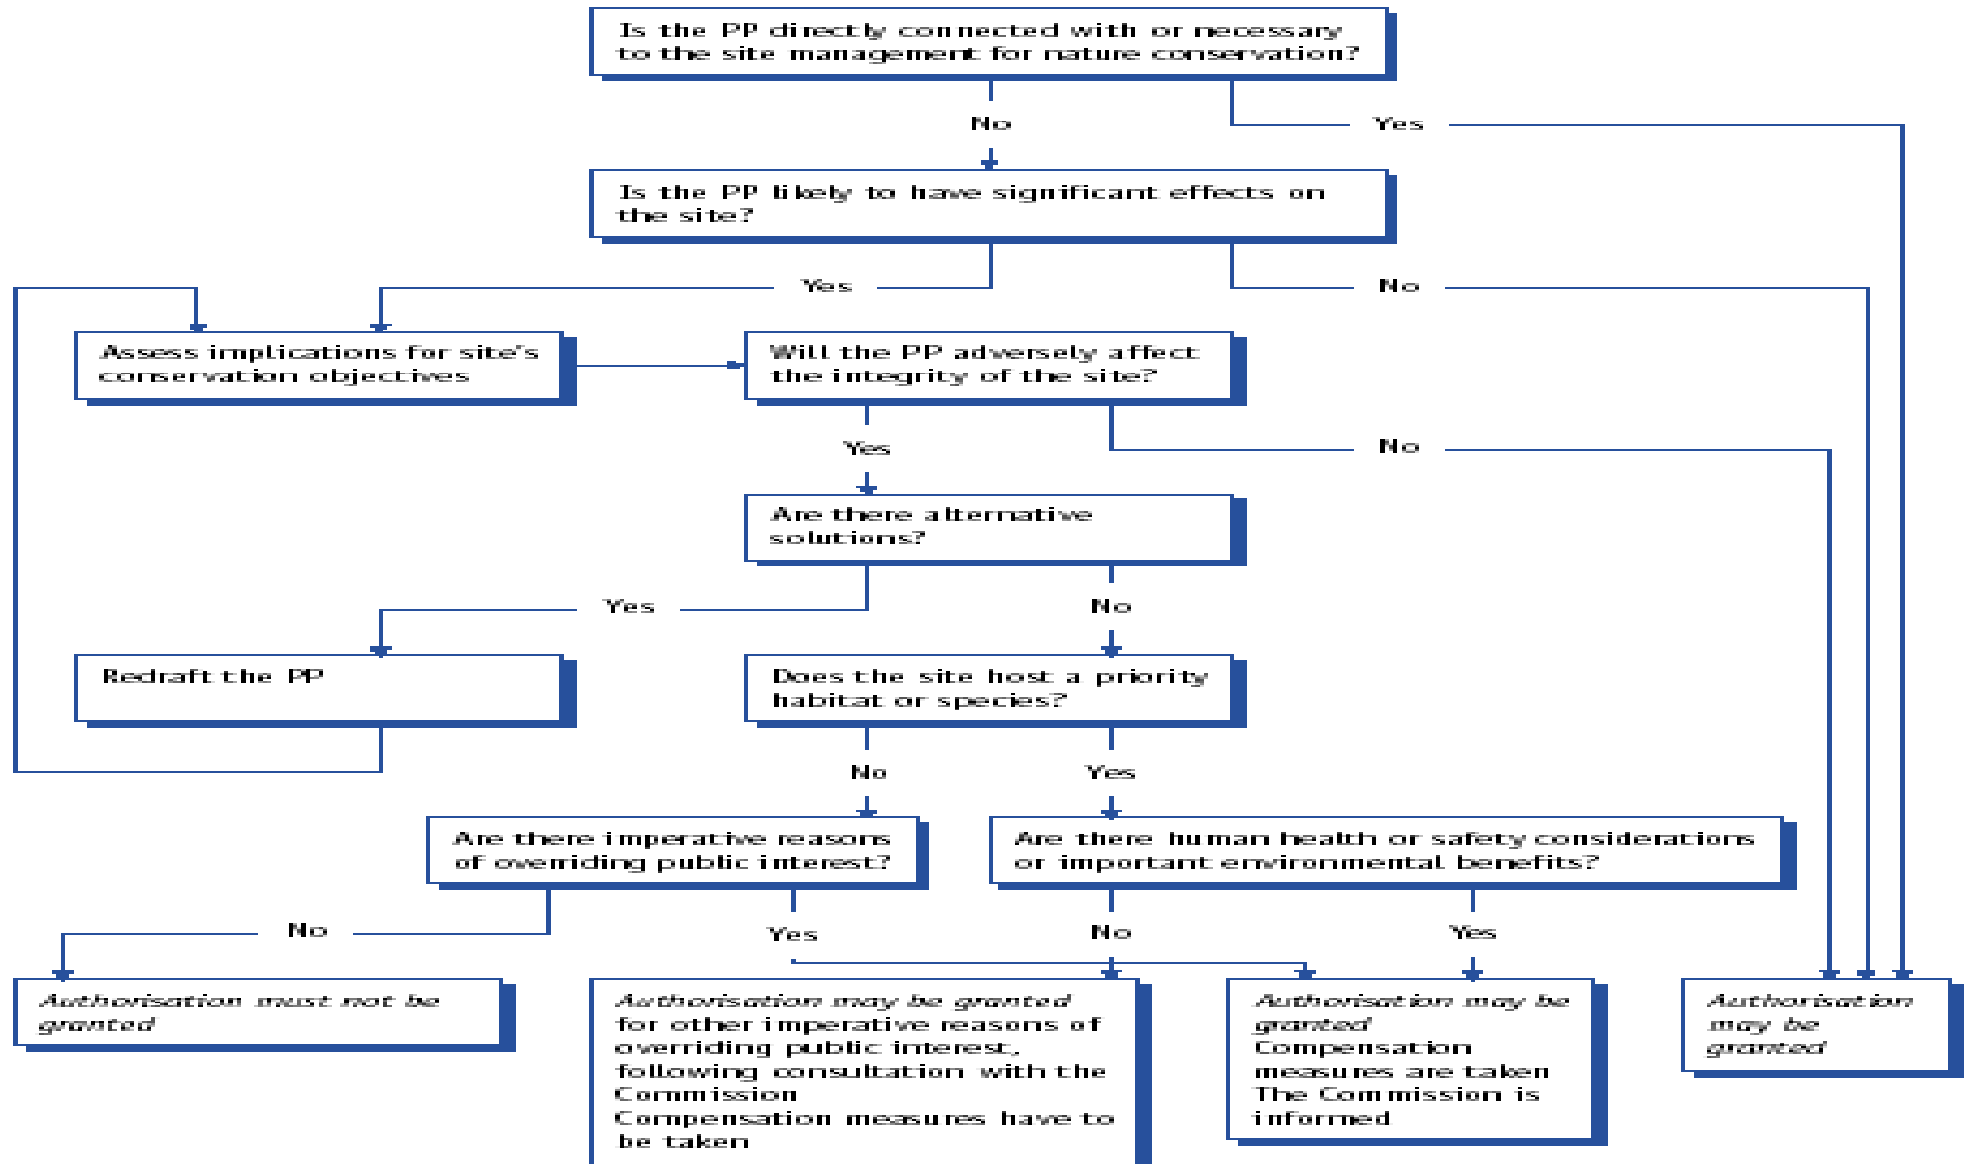 Is the PP directly connected with or necessary
to the site management for nature conservation?
No
Yes
Is the PP likely to have significant effects on
the site?
Yes
No
Assess implications for site's
conservation objectives
Will the PP adversely affect
the integrity of the site?
Yes
No
Are there alternative
solutions?
Yes
No
Redraft the PP
Does the site host a priority
habitat or species?
No
Yes
Are there imperative reasons
of overriding public interest?
Are there human health or safety considerations
or important environmental benefits?
No
Yes
No
Yes
Authorisation must not be
granted
Authorisation may be granted
for other imperative reasons of
overriding public interest,
following consultation with the
Commission
Compensation measures have to
be taken
Authorisation may be
granted
Compensation
measures are taken
The Commission is
informed
Authorisation
may be
granted